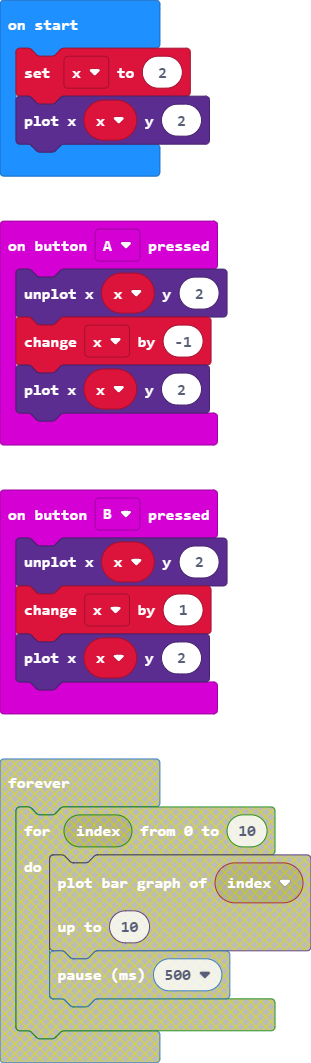 on start
set x to 2
plot x x y 2
on button A pressed
unplot x x y 2
change x by -1
plot x x y 2
on button B pressed
unplot x x y 2
change x by 1
plot x x y 2
forever
for index from 0 to 10
do
plot bar graph of index
up to 10
pause (ms) 500